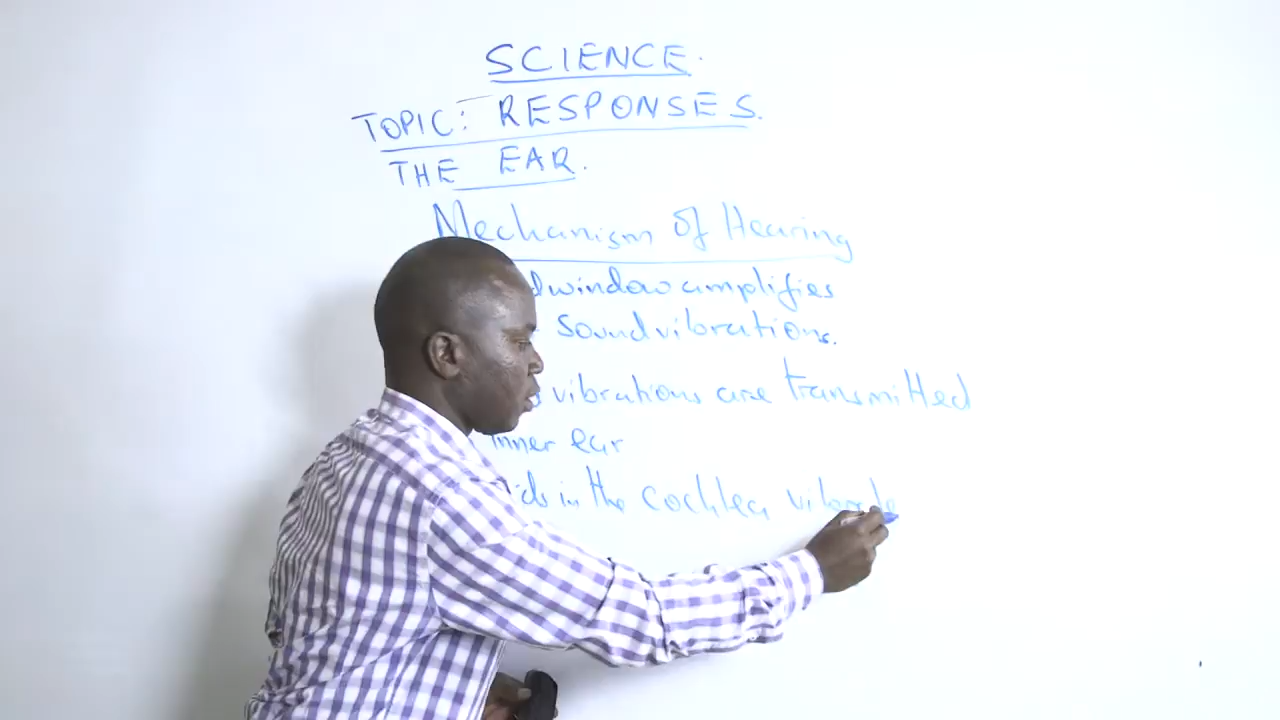 SCIENCE.
TOPIC: RESPONSES.
THE EAR.
Mechanism of Hearing
window amplifies
sound vibrations.
vibrations are transmitted
inner ear
in the cochlea vibrate